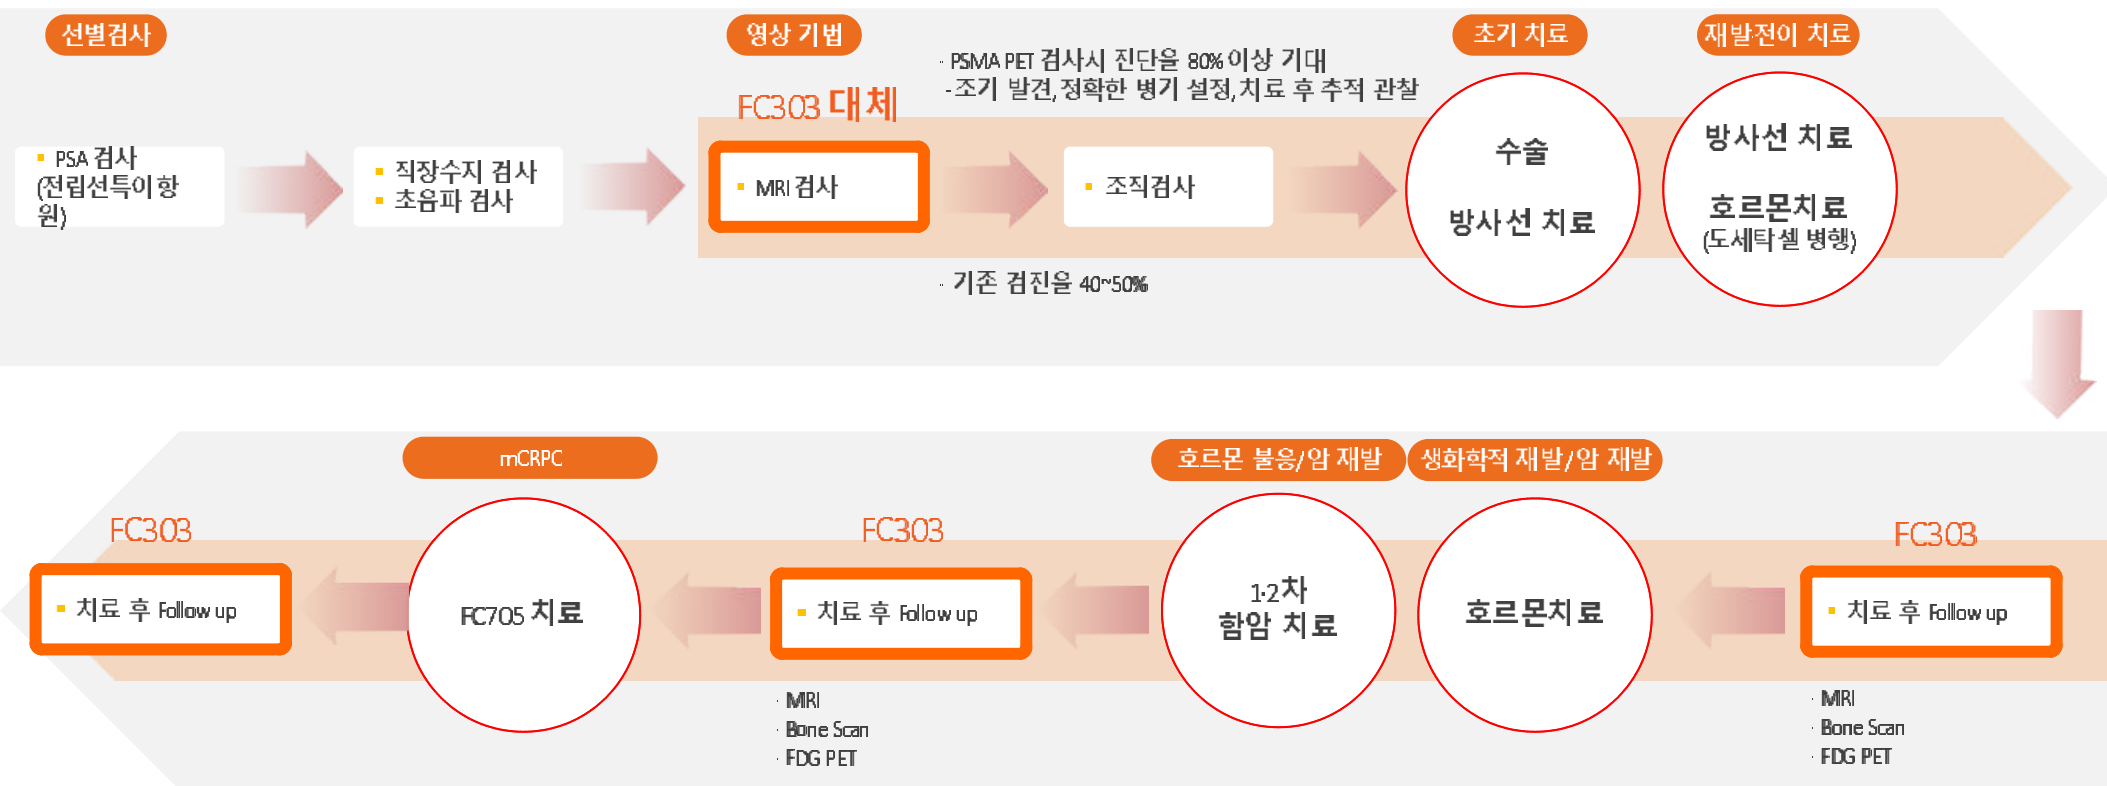 선별검사
영상 기법
초기 치료
재발전이 치료
· PSMA PET 검사시 진단율 80% 이상 기대
-조기 발견,정확한 병기 설정,치료 후 추적 관찰
FC303 대체
▪ PSA 검사
(전립선특이항
원)
▪ 직장수지 검사
▪ 초음파 검사
▪ MRI 검사
▪ 조직검사
수술
방사선 치료
방사선 치료
호르몬치료
(도세탁셀 병행)
· 기존 검진율 40~50%
mCRPC
호르몬 불응/암 재발
생화학적 재발/암 재발
FC303
▪ 치료 후 Follow up
FC705 치료
FC303
▪ 치료 후 Follow up
· MRI
· Bone Scan
· FDG PET
1·2차
함암 치료
호르몬치료
FC303
▪ 치료 후 Follow up
· MRI
· Bone Scan
· FDG PET